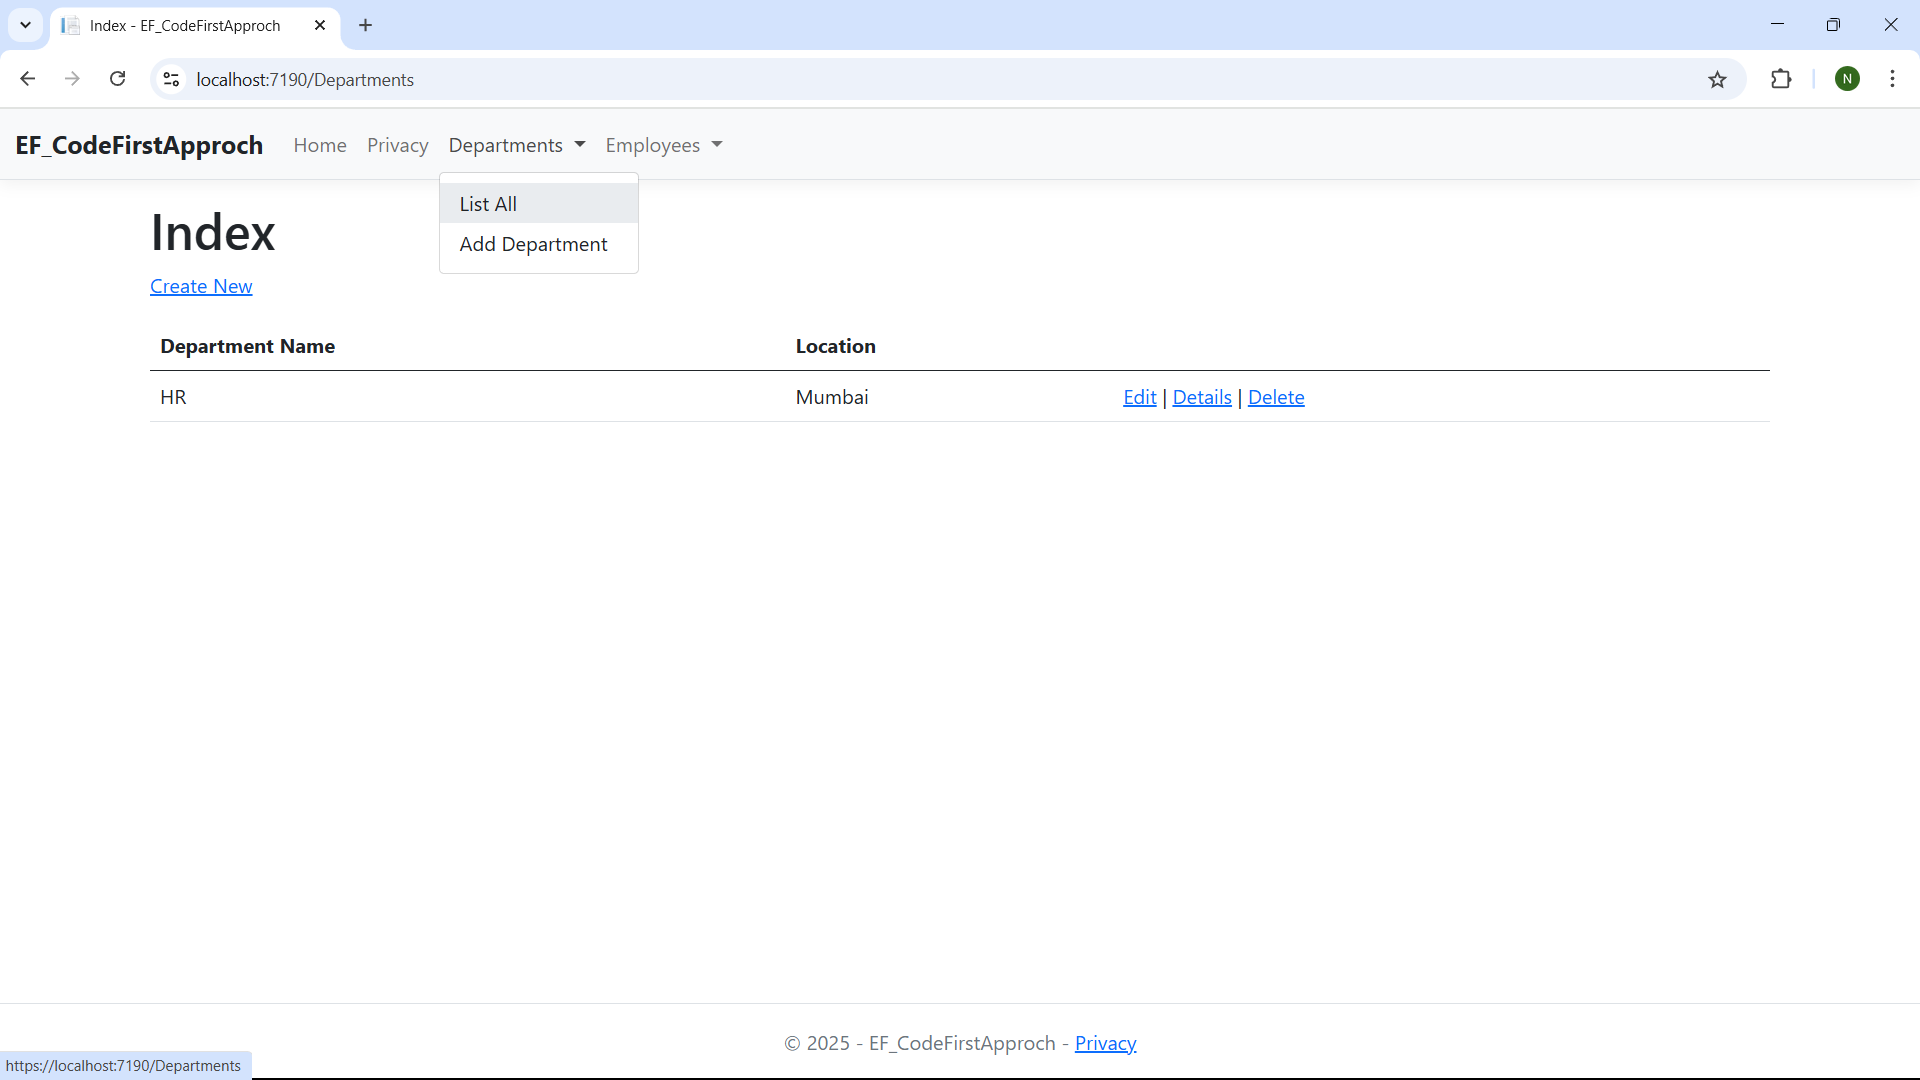 Index - EF_CodeFirstApproch
localhost:7190/Departments
N
EF_CodeFirstApproch Home Privacy Departments Employees
List All
Add Department
Index
Create New
Department Name Location
HR Mumbai Edit | Details | Delete
© 2025 - EF_CodeFirstApproch - Privacy
https://localhost:7190/Departments